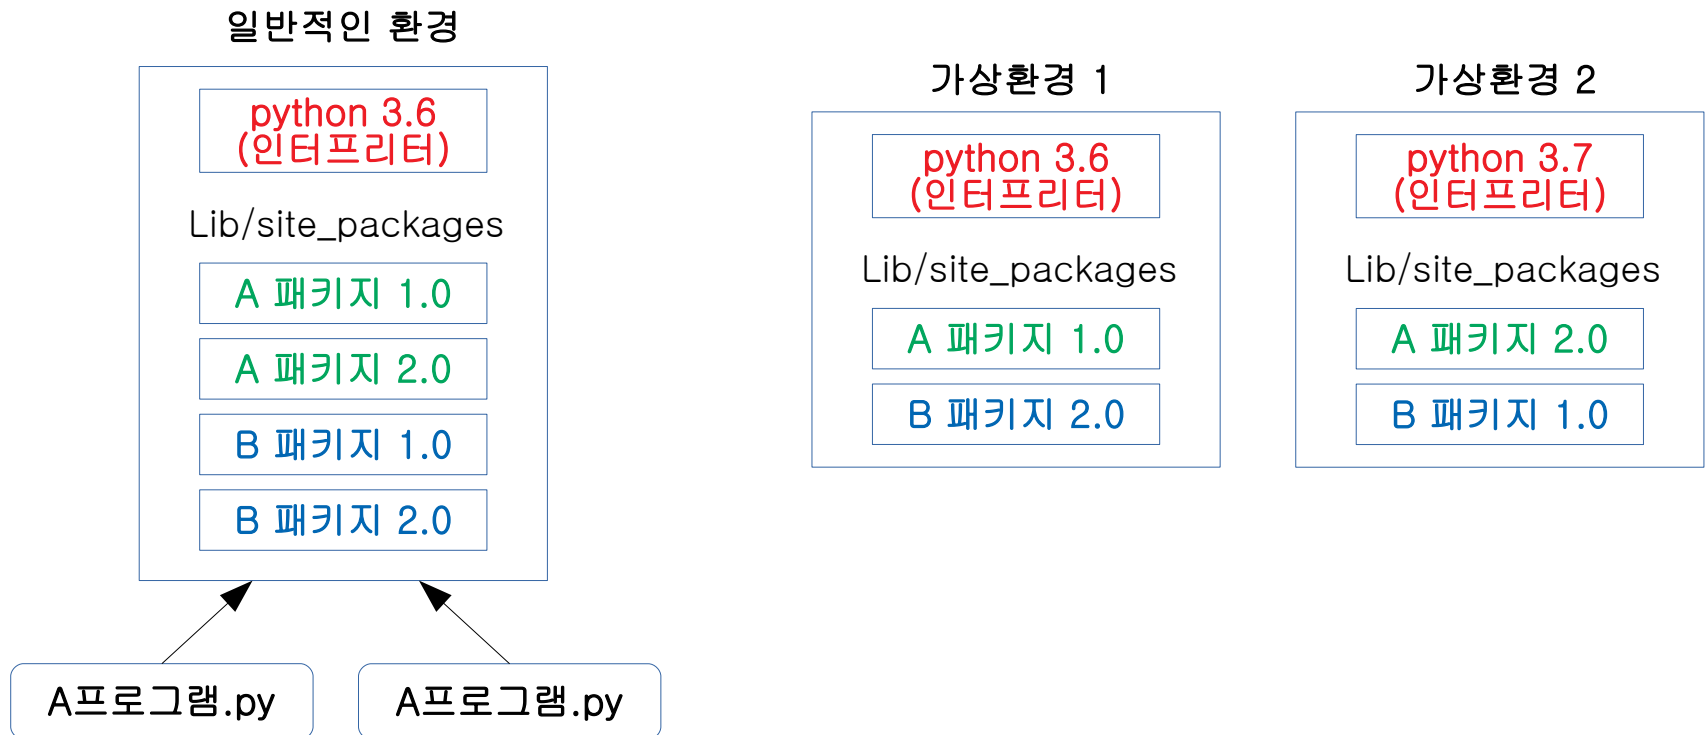 일반적인 환경
python 3.6
(인터프리터)
Lib/site_packages
A 패키지 1.0
A 패키지 2.0
B 패키지 1.0
B 패키지 2.0
A프로그램.py
A프로그램.py
가상환경 1
python 3.6
(인터프리터)
Lib/site_packages
A 패키지 1.0
B 패키지 2.0
가상환경 2
python 3.7
(인터프리터)
Lib/site_packages
A 패키지 2.0
B 패키지 1.0